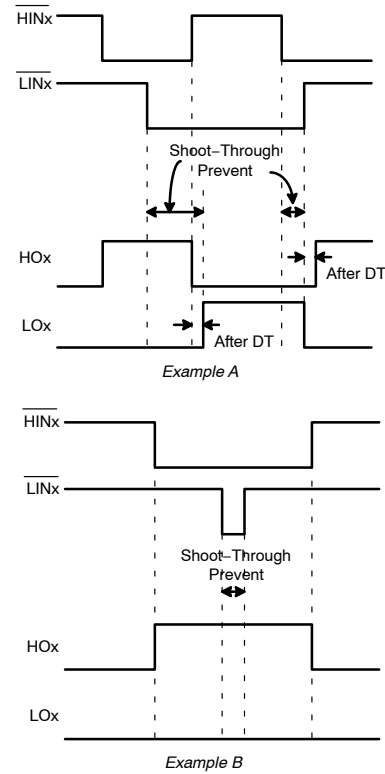 HINx
LINx
Shoot–Through
Prevent
HOx
After DT
LOx
After DT
Example A
HINx
LINx
Shoot–Through
Prevent
HOx
LOx
Example B